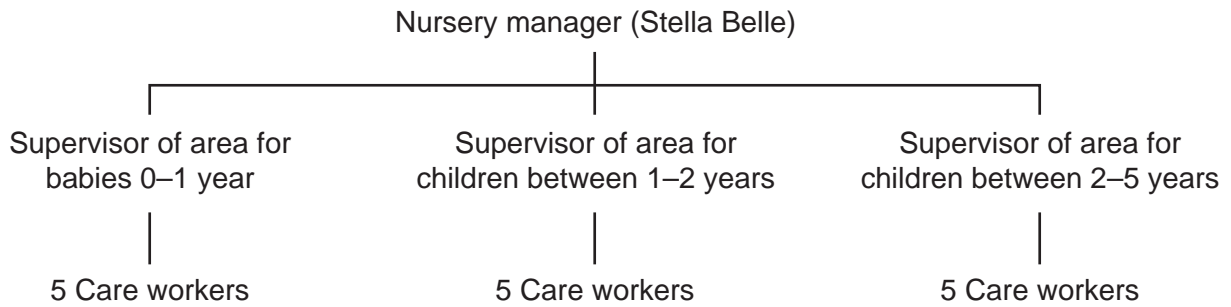 Nursery manager (Stella Belle)
Supervisor of area for
babies 0–1 year
Supervisor of area for
children between 1–2 years
Supervisor of area for
children between 2–5 years
5 Care workers
5 Care workers
5 Care workers